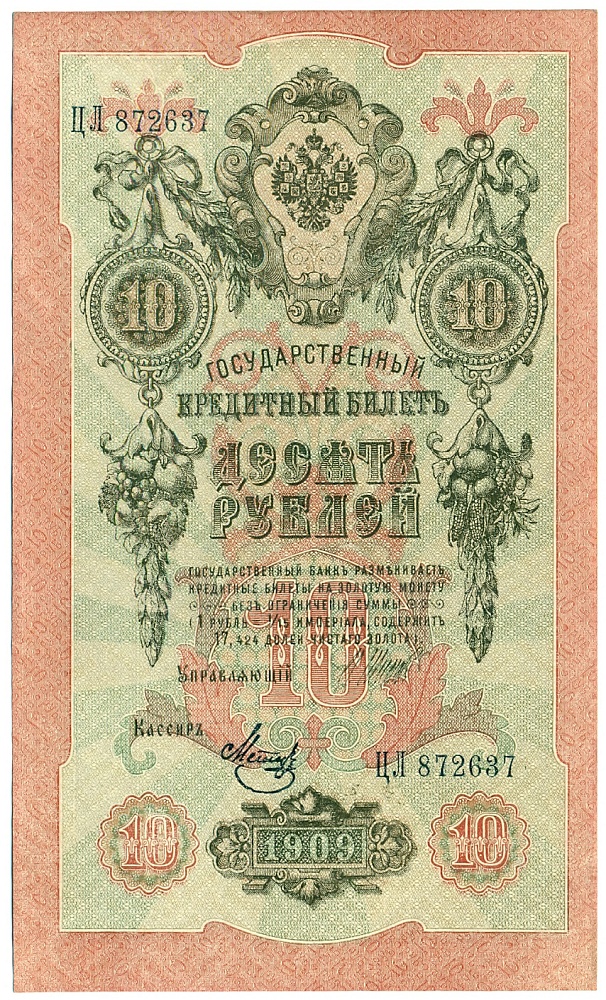 ЦЛ 872637
10 10
ГОСУДАРСТВЕННЫЙ
КРЕДИТНЫЙ БИЛЕТЪ
ДЕСЯТЬ
РУБЛЕЙ
ГОСУДАРСТВЕННЫЙ БАНКЪ РАЗМѢНИВАЕТЪ
КРЕДИТНЫЕ БИЛЕТЫ НА ЗОЛОТУЮ МОНЕТУ
БЕЗЪ ОГРАНИЧЕНІЯ СУММЫ
(1 РУБЛЬ = 1/15 ИМПЕРІАЛА, СОДЕРЖИТЪ
17,424 ДОЛЕЙ ЧИСТАГО ЗОЛОТА)
10
УПРАВЛЯЮЩІЙ
КАССИРЪ
ЦЛ 872637
10 1909 10